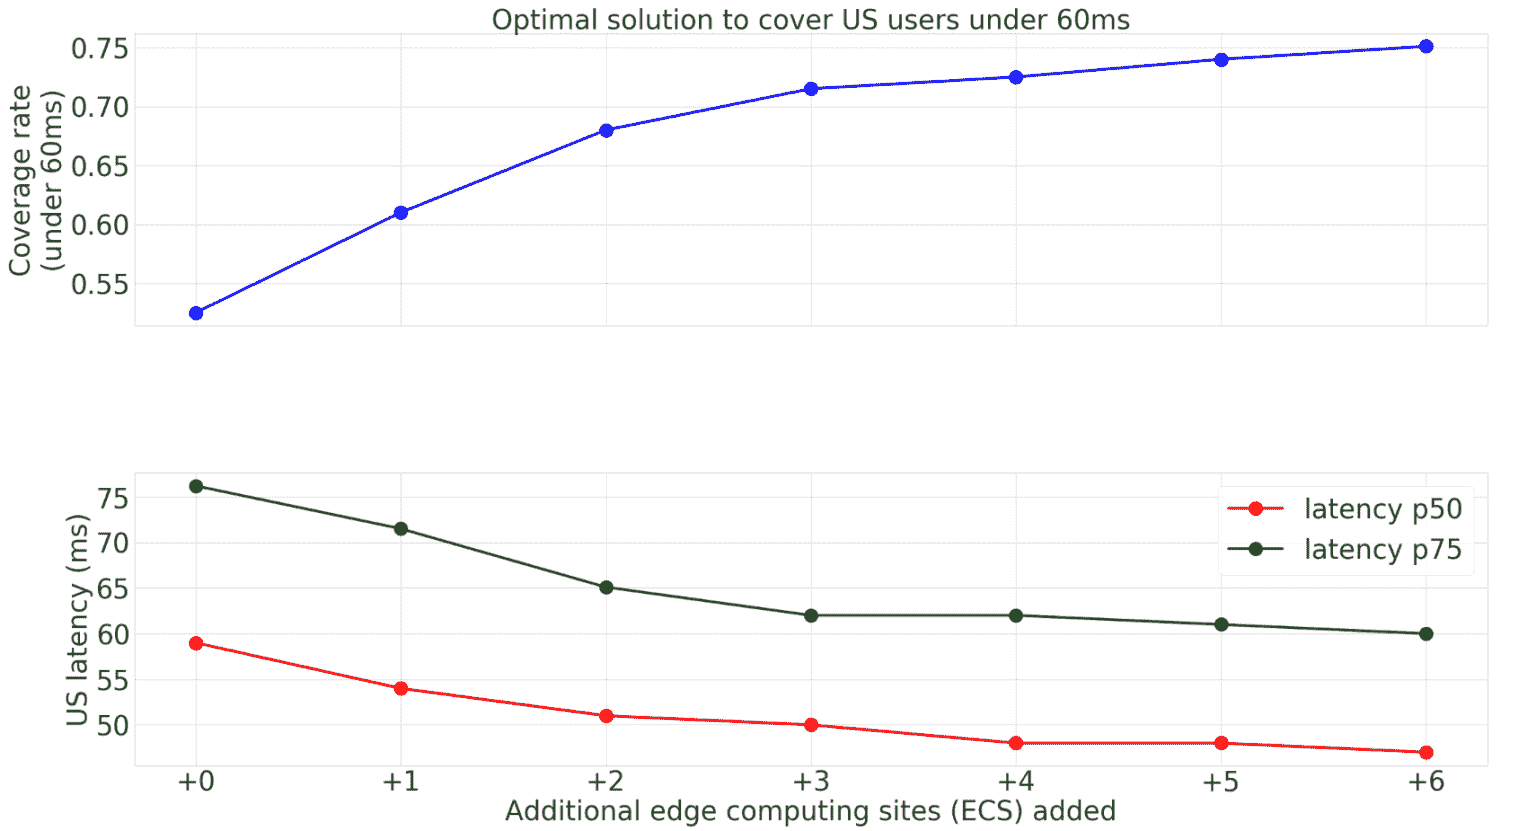 Optimal solution to cover US users under 60ms
Coverage rate
(under 60ms)
0.75
0.70
0.65
0.60
0.55
US latency (ms)
75
70
65
60
55
50
latency p50
latency p75
+0 +1 +2 +3 +4 +5 +6
Additional edge computing sites (ECS) added